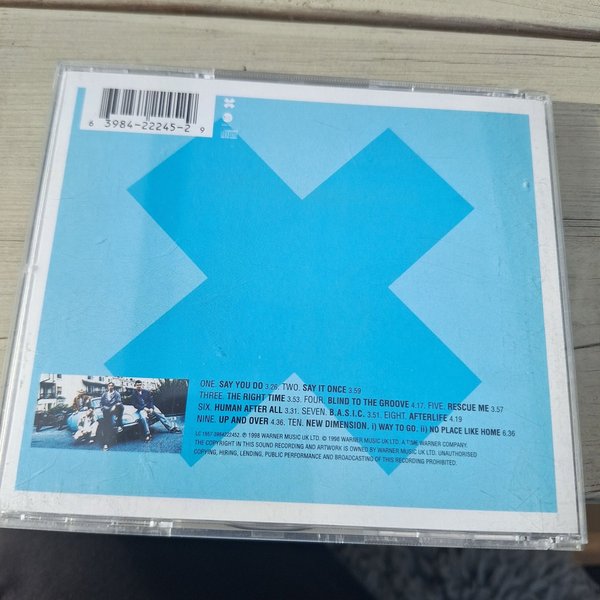 6 3984-22245-2 9
ONE. SAY YOU DO 3.26. TWO. SAY IT ONCE 3.59
THREE. THE RIGHT TIME 3.53. FOUR. BLIND TO THE GROOVE 4.17. FIVE. RESCUE ME 3.57
SIX. HUMAN AFTER ALL 3.31. SEVEN. B.A.S.I.C. 3.51. EIGHT. AFTERLIFE 4.19
NINE. UP AND OVER 4.36. TEN. NEW DIMENSION. i) WAY TO GO. ii) NO PLACE LIKE HOME 6.36
LC 1557 3984222452. ℗ 1998 WARNER MUSIC UK LTD. © 1998 WARNER MUSIC UK LTD. A TIME WARNER COMPANY.
THE COPYRIGHT IN THIS SOUND RECORDING AND ARTWORK IS OWNED BY WARNER MUSIC UK LTD. UNAUTHORISED
COPYING, HIRING, LENDING, PUBLIC PERFORMANCE AND BROADCASTING OF THIS RECORDING PROHIBITED.